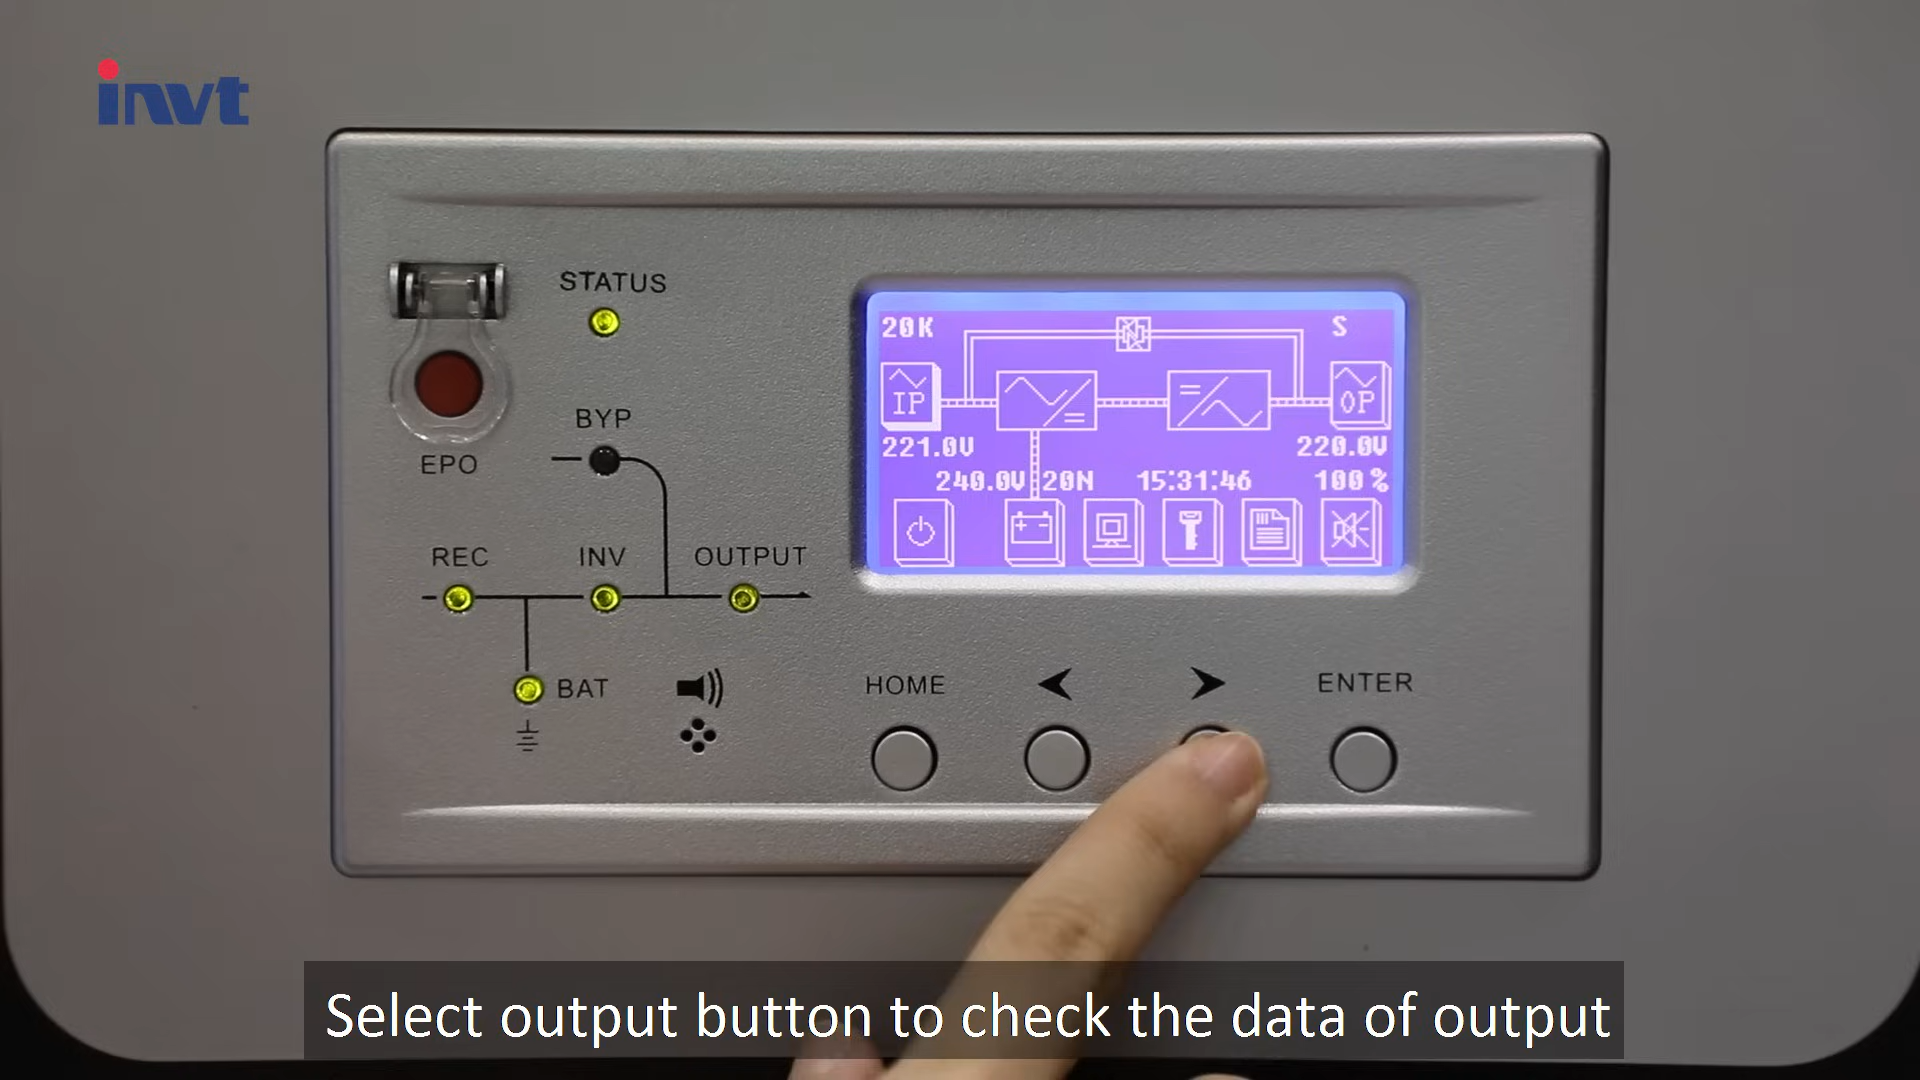 invt
STATUS
BYP
EPO
REC
INV
OUTPUT
BAT
20K
S
IP
OP
221.0V
220.0V
240.0V
20N
15:31:46
100%
HOME
ENTER
Select output button to check the data of output